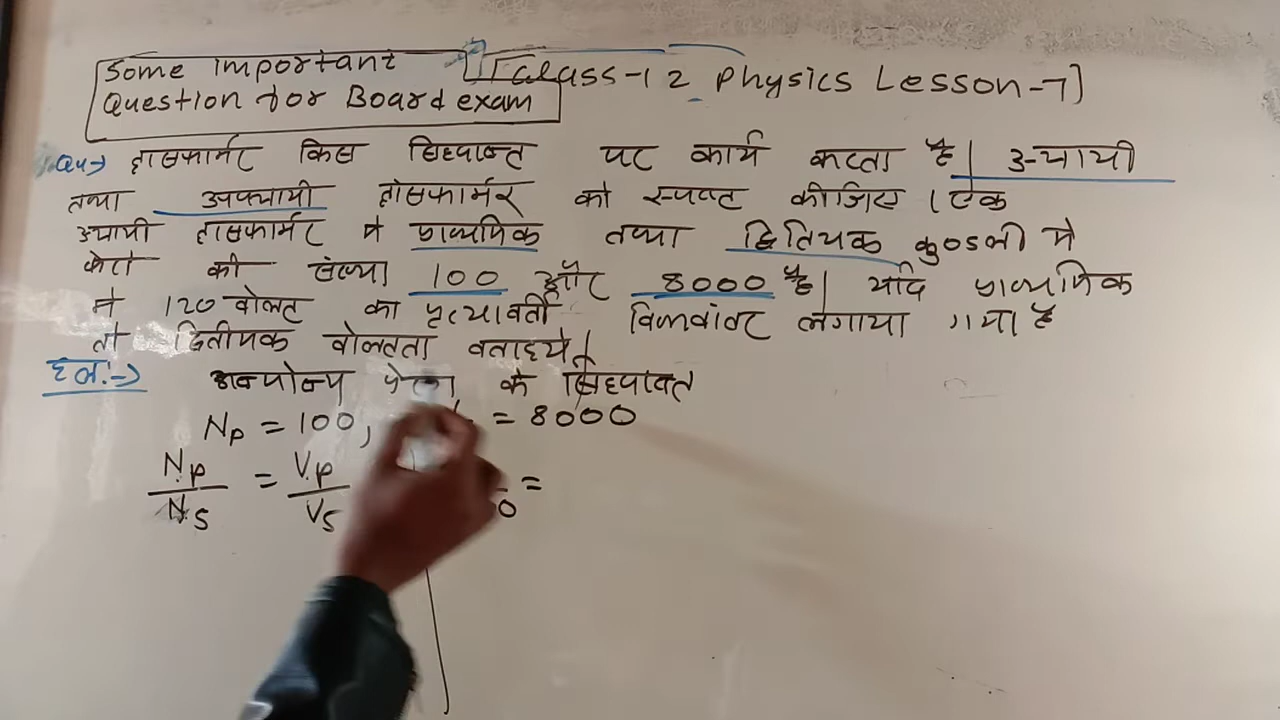 Some important
Question for Board exam
[Class-12 Physics Lesson-7]
Qu→ ट्रांसफार्मर किस सिध्दान्त पर कार्य करता है| उच्चायी
तथा अपचायी ट्रांसफार्मर को स्पष्ट कीजिए । एक
उच्चायी ट्रांसफार्मर मे प्राथमिक तथा द्वितियक कुण्डली मे
फेरो की संख्या 100 और 8000 है| यदि प्राथमिक
मे 120 वोल्ट का प्रत्यावर्ती विभवांतर लगाया गया है
तो द्वितीयक वोल्टता बताइये|
हल:→ अन्योन्य प्रेरण के सिध्दान्त
Np = 100, = 8000
Np/Ns = Vp/Vs =